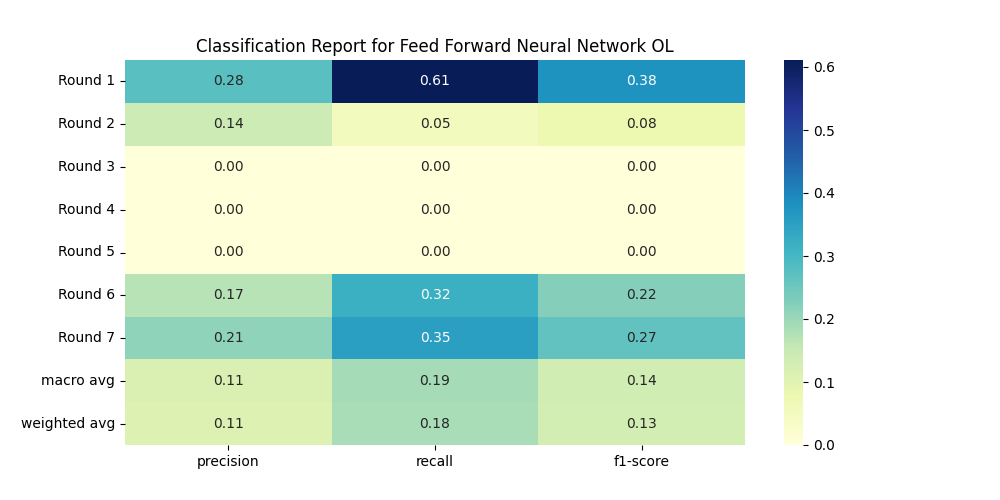 Classification Report for Feed Forward Neural Network OL
Round 1 0.28 0.61 0.38
Round 2 0.14 0.05 0.08
Round 3 0.00 0.00 0.00
Round 4 0.00 0.00 0.00
Round 5 0.00 0.00 0.00
Round 6 0.17 0.32 0.22
Round 7 0.21 0.35 0.27
macro avg 0.11 0.19 0.14
weighted avg 0.11 0.18 0.13
precision recall f1-score
0.6
0.5
0.4
0.3
0.2
0.1
0.0